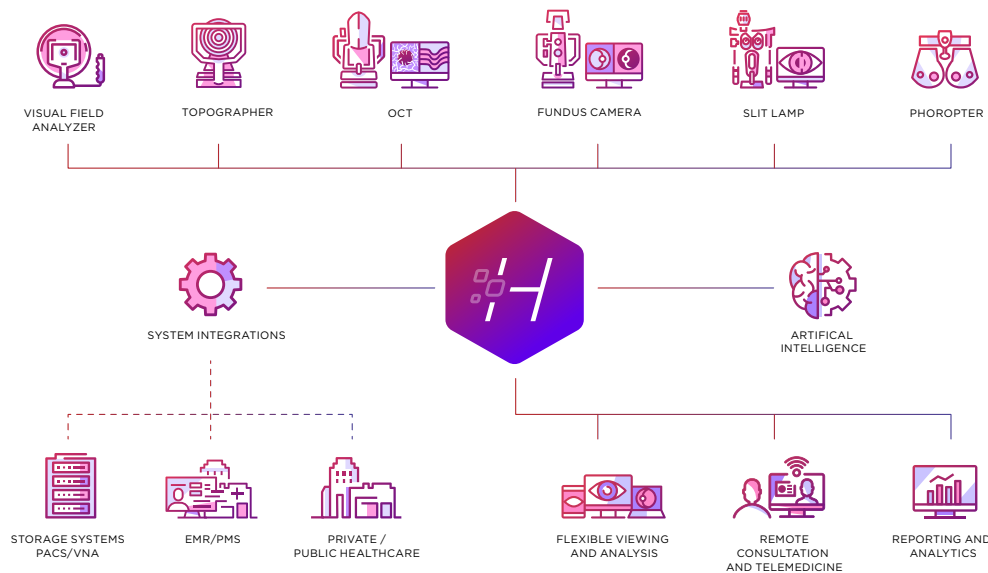 VISUAL FIELD
ANALYZER
TOPOGRAPHER
OCT
FUNDUS CAMERA
SLIT LAMP
PHOROPTER
H
SYSTEM INTEGRATIONS
ARTIFICAL
INTELLIGENCE
STORAGE SYSTEMS
PACS/VNA
EMR/PMS
PRIVATE /
PUBLIC HEALTHCARE
FLEXIBLE VIEWING
AND ANALYSIS
REMOTE
CONSULTATION
AND TELEMEDICINE
REPORTING AND
ANALYTICS